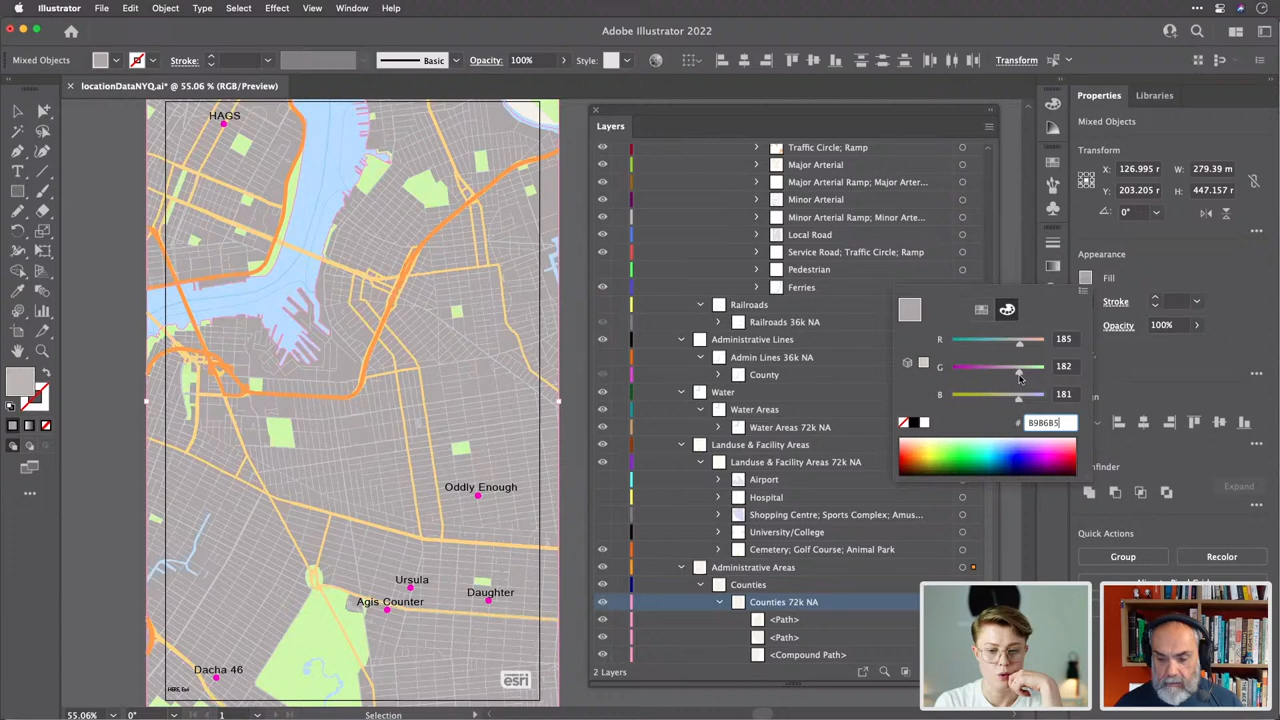 Illustrator File Edit Object Type Select Effect View Window Help
Adobe Illustrator 2022
Mixed Objects Stroke: Basic Opacity: 100% Style: Transform
locationDataNYQ.ai* @ 55.06 % (RGB/Preview)
HAGS
Oddly Enough
Ursula
Agis Counter
Daughter
Dacha 46
HERE, Esri
POWERED BY
esri
55.06% 0° 1 Selection
Layers
Traffic Circle; Ramp
Major Arterial
Major Arterial Ramp; Major Arter...
Minor Arterial
Minor Arterial Ramp; Minor Arte...
Local Road
Service Road; Traffic Circle; Ramp
Pedestrian
Ferries
Railroads
Railroads 36k NA
Administrative Lines
Admin Lines 36k NA
County
Water
Water Areas
Water Areas 72k NA
Landuse & Facility Areas
Landuse & Facility Areas 72k NA
Airport
Hospital
Shopping Centre; Sports Complex; Amus...
University/College
Cemetery; Golf Course; Animal Park
Administrative Areas
Counties
Counties 72k NA
<Path>
<Path>
<Compound Path>
2 Layers
R 185
G 182
B 181
# B9B6B5
Properties Libraries
Mixed Objects
Transform
X: 126.995 r W: 279.39 m
Y: 203.205 r H: 447.157 r
0°
Appearance
Fill
Stroke
Opacity 100%
Expand
Quick Actions
Group Recolor